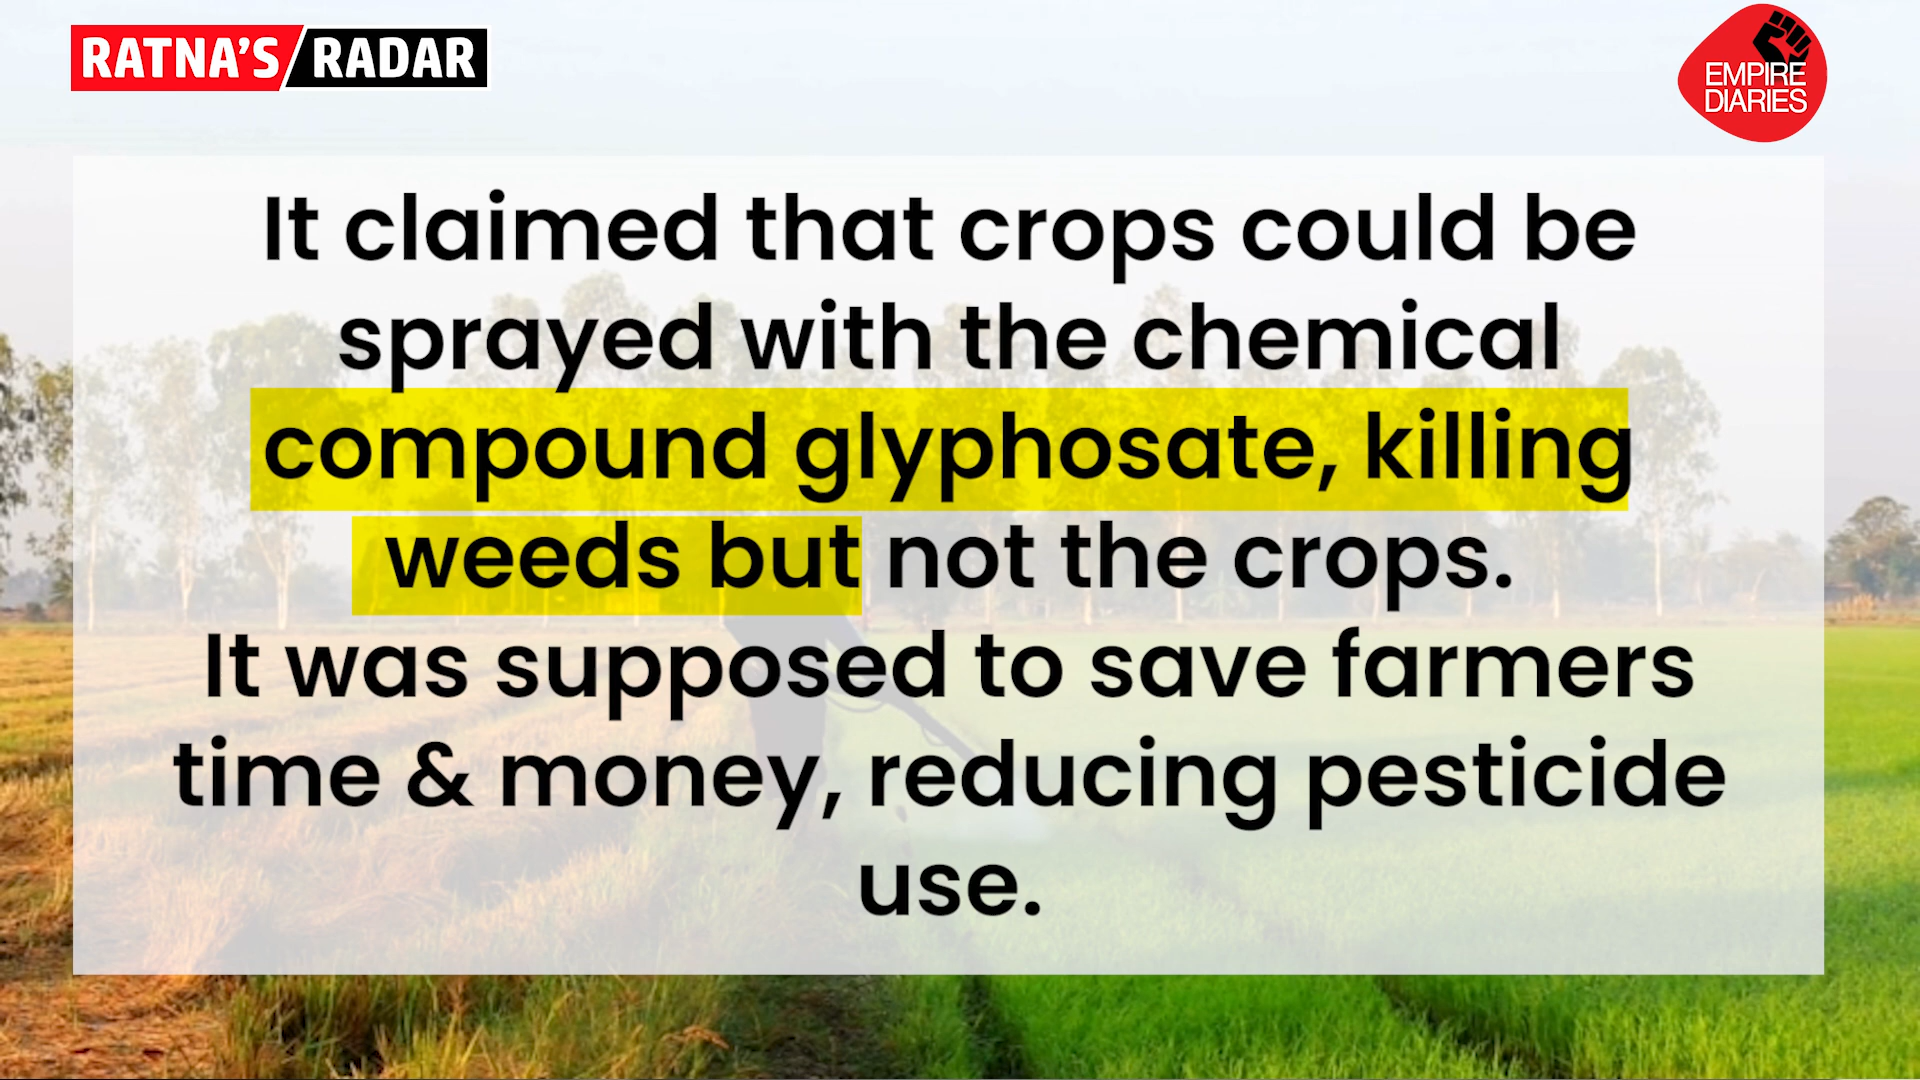 RATNA'S RADAR
EMPIRE
DIARIES
It claimed that crops could be
sprayed with the chemical
compound glyphosate, killing
weeds but not the crops.
It was supposed to save farmers
time & money, reducing pesticide
use.